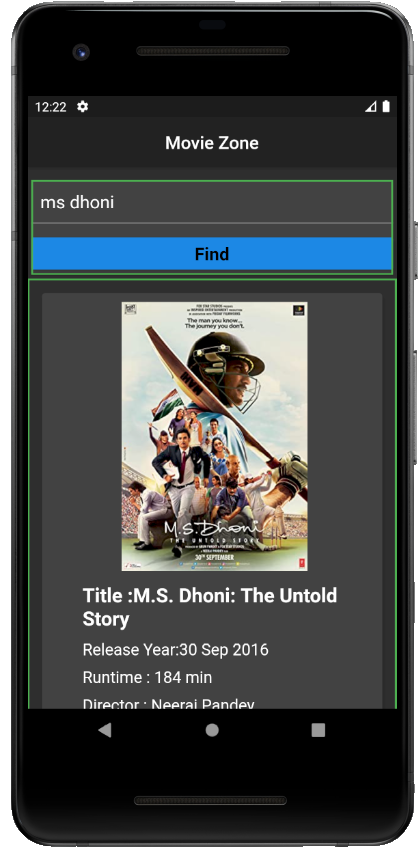 12:22
Movie Zone
ms dhoni
Find
The man you know...
The journey you don't.
M.S.Dhoni
THE UNTOLD STORY
30TH SEPTEMBER
Title :M.S. Dhoni: The Untold
Story
Release Year:30 Sep 2016
Runtime : 184 min
Director : Neeraj Pandey